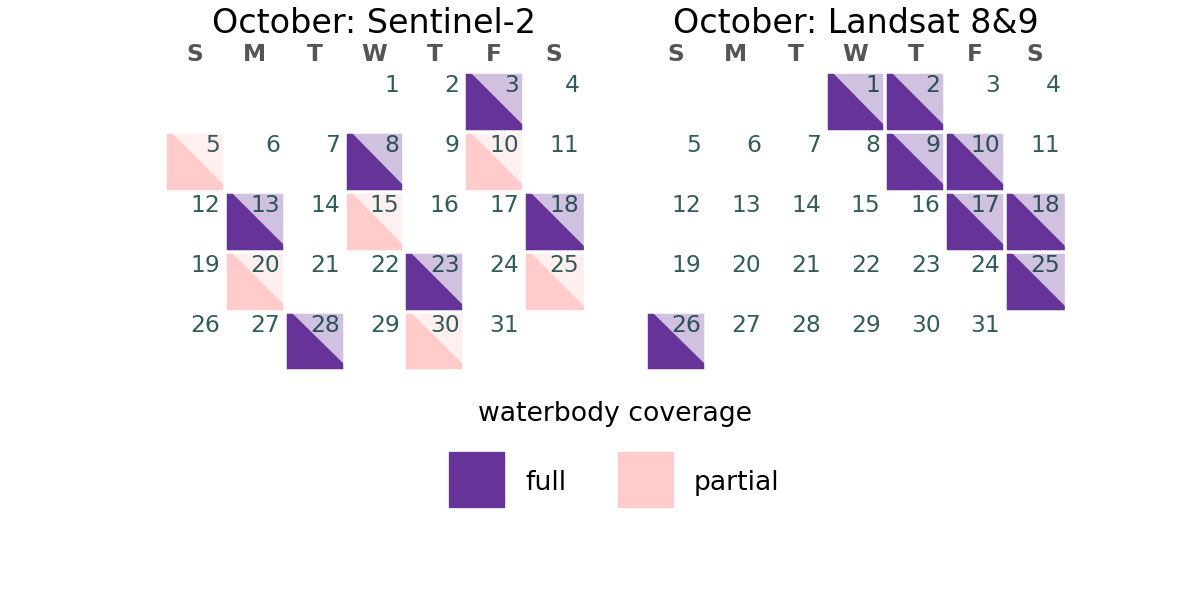 October: Sentinel-2
S M T W T F S
1 2 3 4
5 6 7 8 9 10 11
12 13 14 15 16 17 18
19 20 21 22 23 24 25
26 27 28 29 30 31
October: Landsat 8&9
S M T W T F S
1 2 3 4
5 6 7 8 9 10 11
12 13 14 15 16 17 18
19 20 21 22 23 24 25
26 27 28 29 30 31
waterbody coverage
full partial